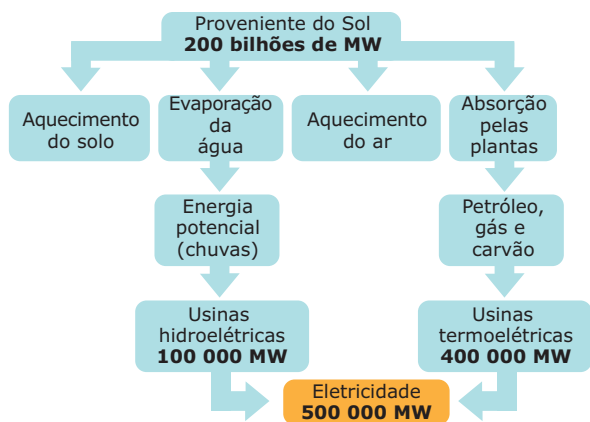 Proveniente do Sol
200 bilhões de MW
Aquecimento
do solo
Evaporação
da
água
Aquecimento
do ar
Absorção
pelas
plantas
Energia
potencial
(chuvas)
Petróleo,
gás e
carvão
Usinas
hidroelétricas
100 000 MW
Usinas
termoelétricas
400 000 MW
Eletricidade
500 000 MW